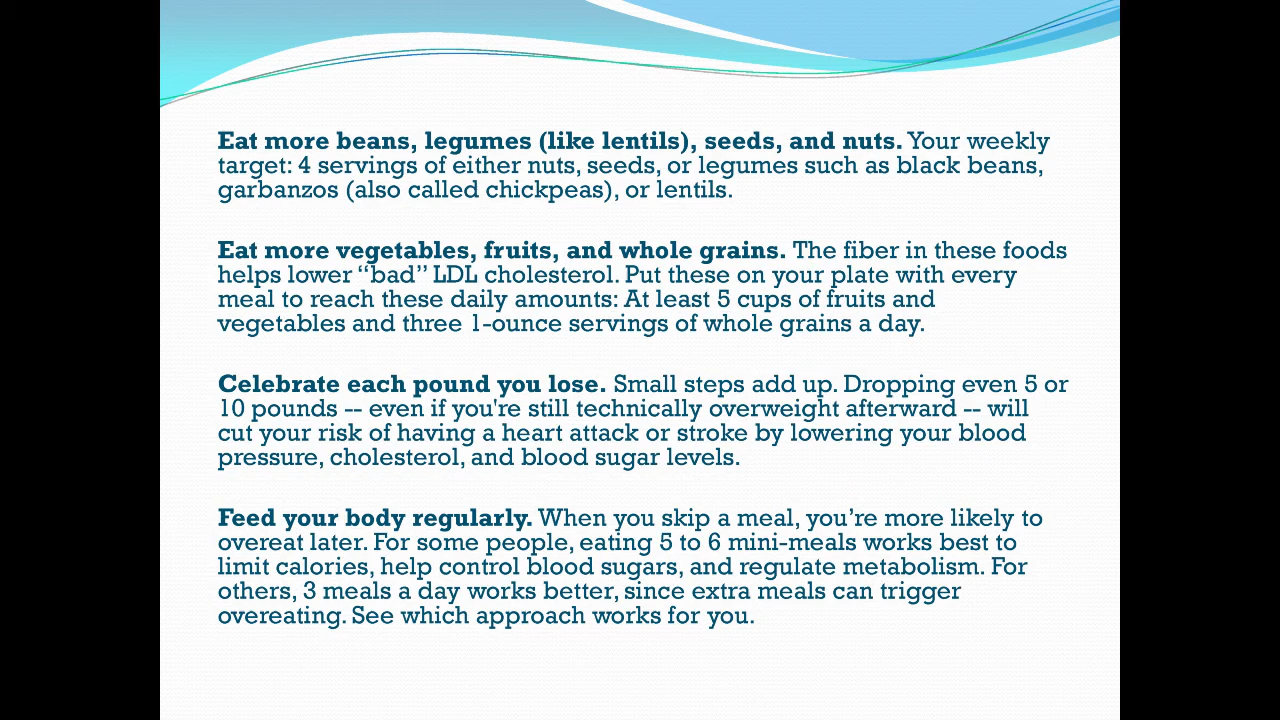 Eat more beans, legumes (like lentils), seeds, and nuts. Your weekly
target: 4 servings of either nuts, seeds, or legumes such as black beans,
garbanzos (also called chickpeas), or lentils.
Eat more vegetables, fruits, and whole grains. The fiber in these foods
helps lower “bad” LDL cholesterol. Put these on your plate with every
meal to reach these daily amounts: At least 5 cups of fruits and
vegetables and three 1-ounce servings of whole grains a day.
Celebrate each pound you lose. Small steps add up. Dropping even 5 or
10 pounds -- even if you're still technically overweight afterward -- will
cut your risk of having a heart attack or stroke by lowering your blood
pressure, cholesterol, and blood sugar levels.
Feed your body regularly. When you skip a meal, you’re more likely to
overeat later. For some people, eating 5 to 6 mini-meals works best to
limit calories, help control blood sugars, and regulate metabolism. For
others, 3 meals a day works better, since extra meals can trigger
overeating. See which approach works for you.